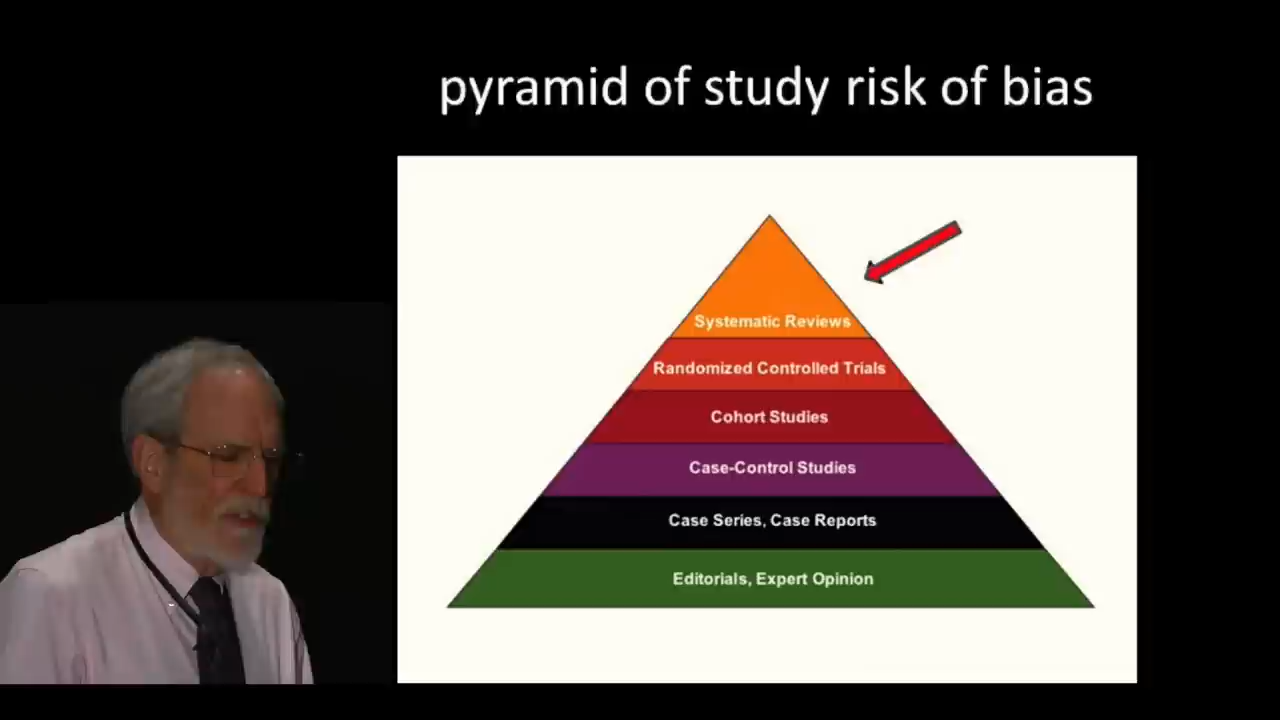 pyramid of study risk of bias
Systematic Reviews
Randomized Controlled Trials
Cohort Studies
Case-Control Studies
Case Series, Case Reports
Editorials, Expert Opinion